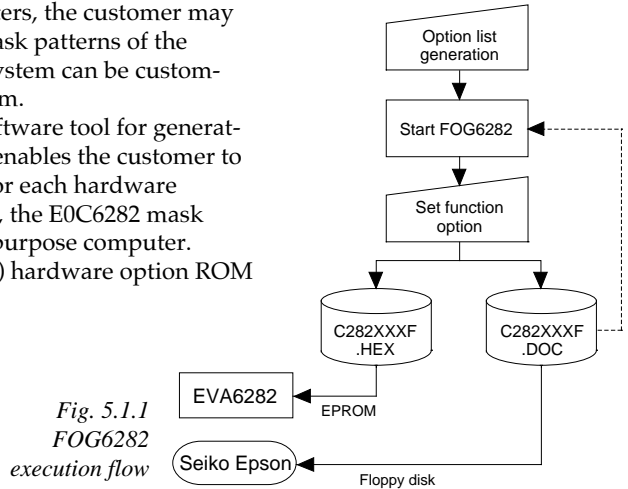 ters, the customer may
ask patterns of the
ystem can be custom-
m.
ftware tool for generat-
enables the customer to
or each hardware
, the E0C6282 mask
purpose computer.
) hardware option ROM
Option list
generation
Start FOG6282
Set function
option
C282XXXF
.HEX
C282XXXF
.DOC
EVA6282
EPROM
Seiko Epson
Floppy disk
Fig. 5.1.1
FOG6282
execution flow